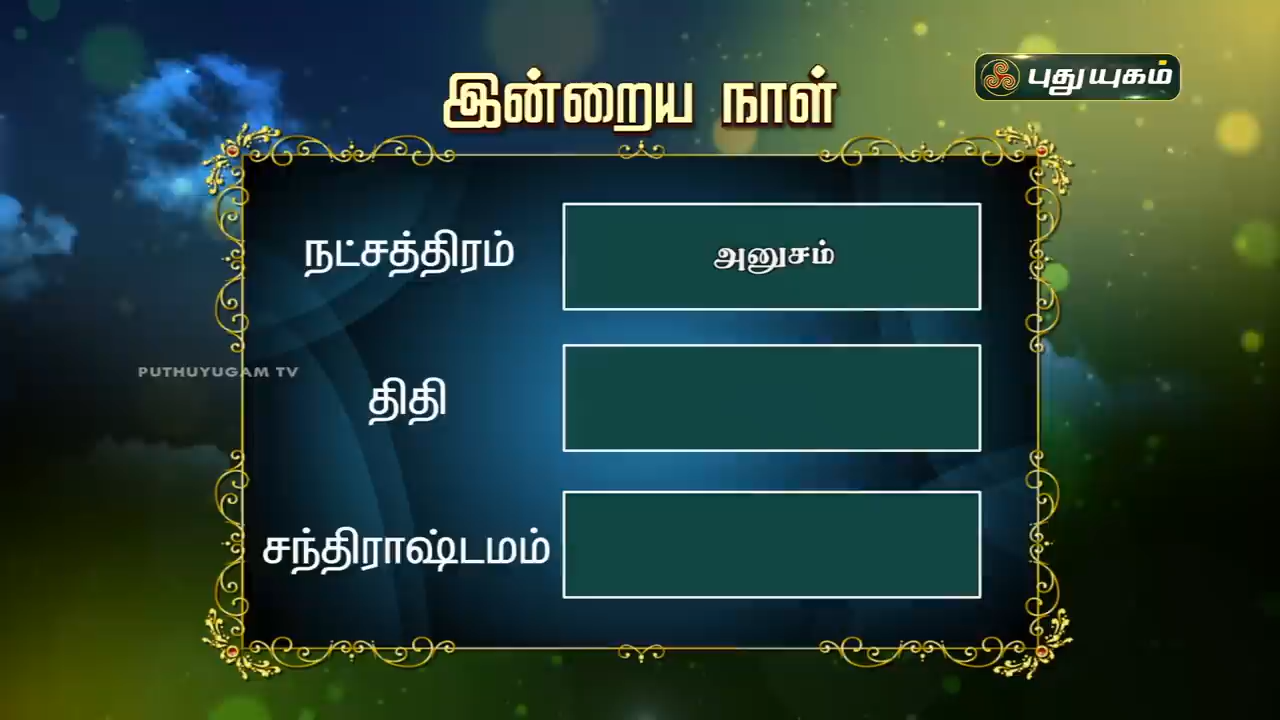 இன்றைய நாள்
புதுயுகம்
நட்சத்திரம் அனுசம்
PUTHUYUGAM TV
திதி
சந்திராஷ்டமம்